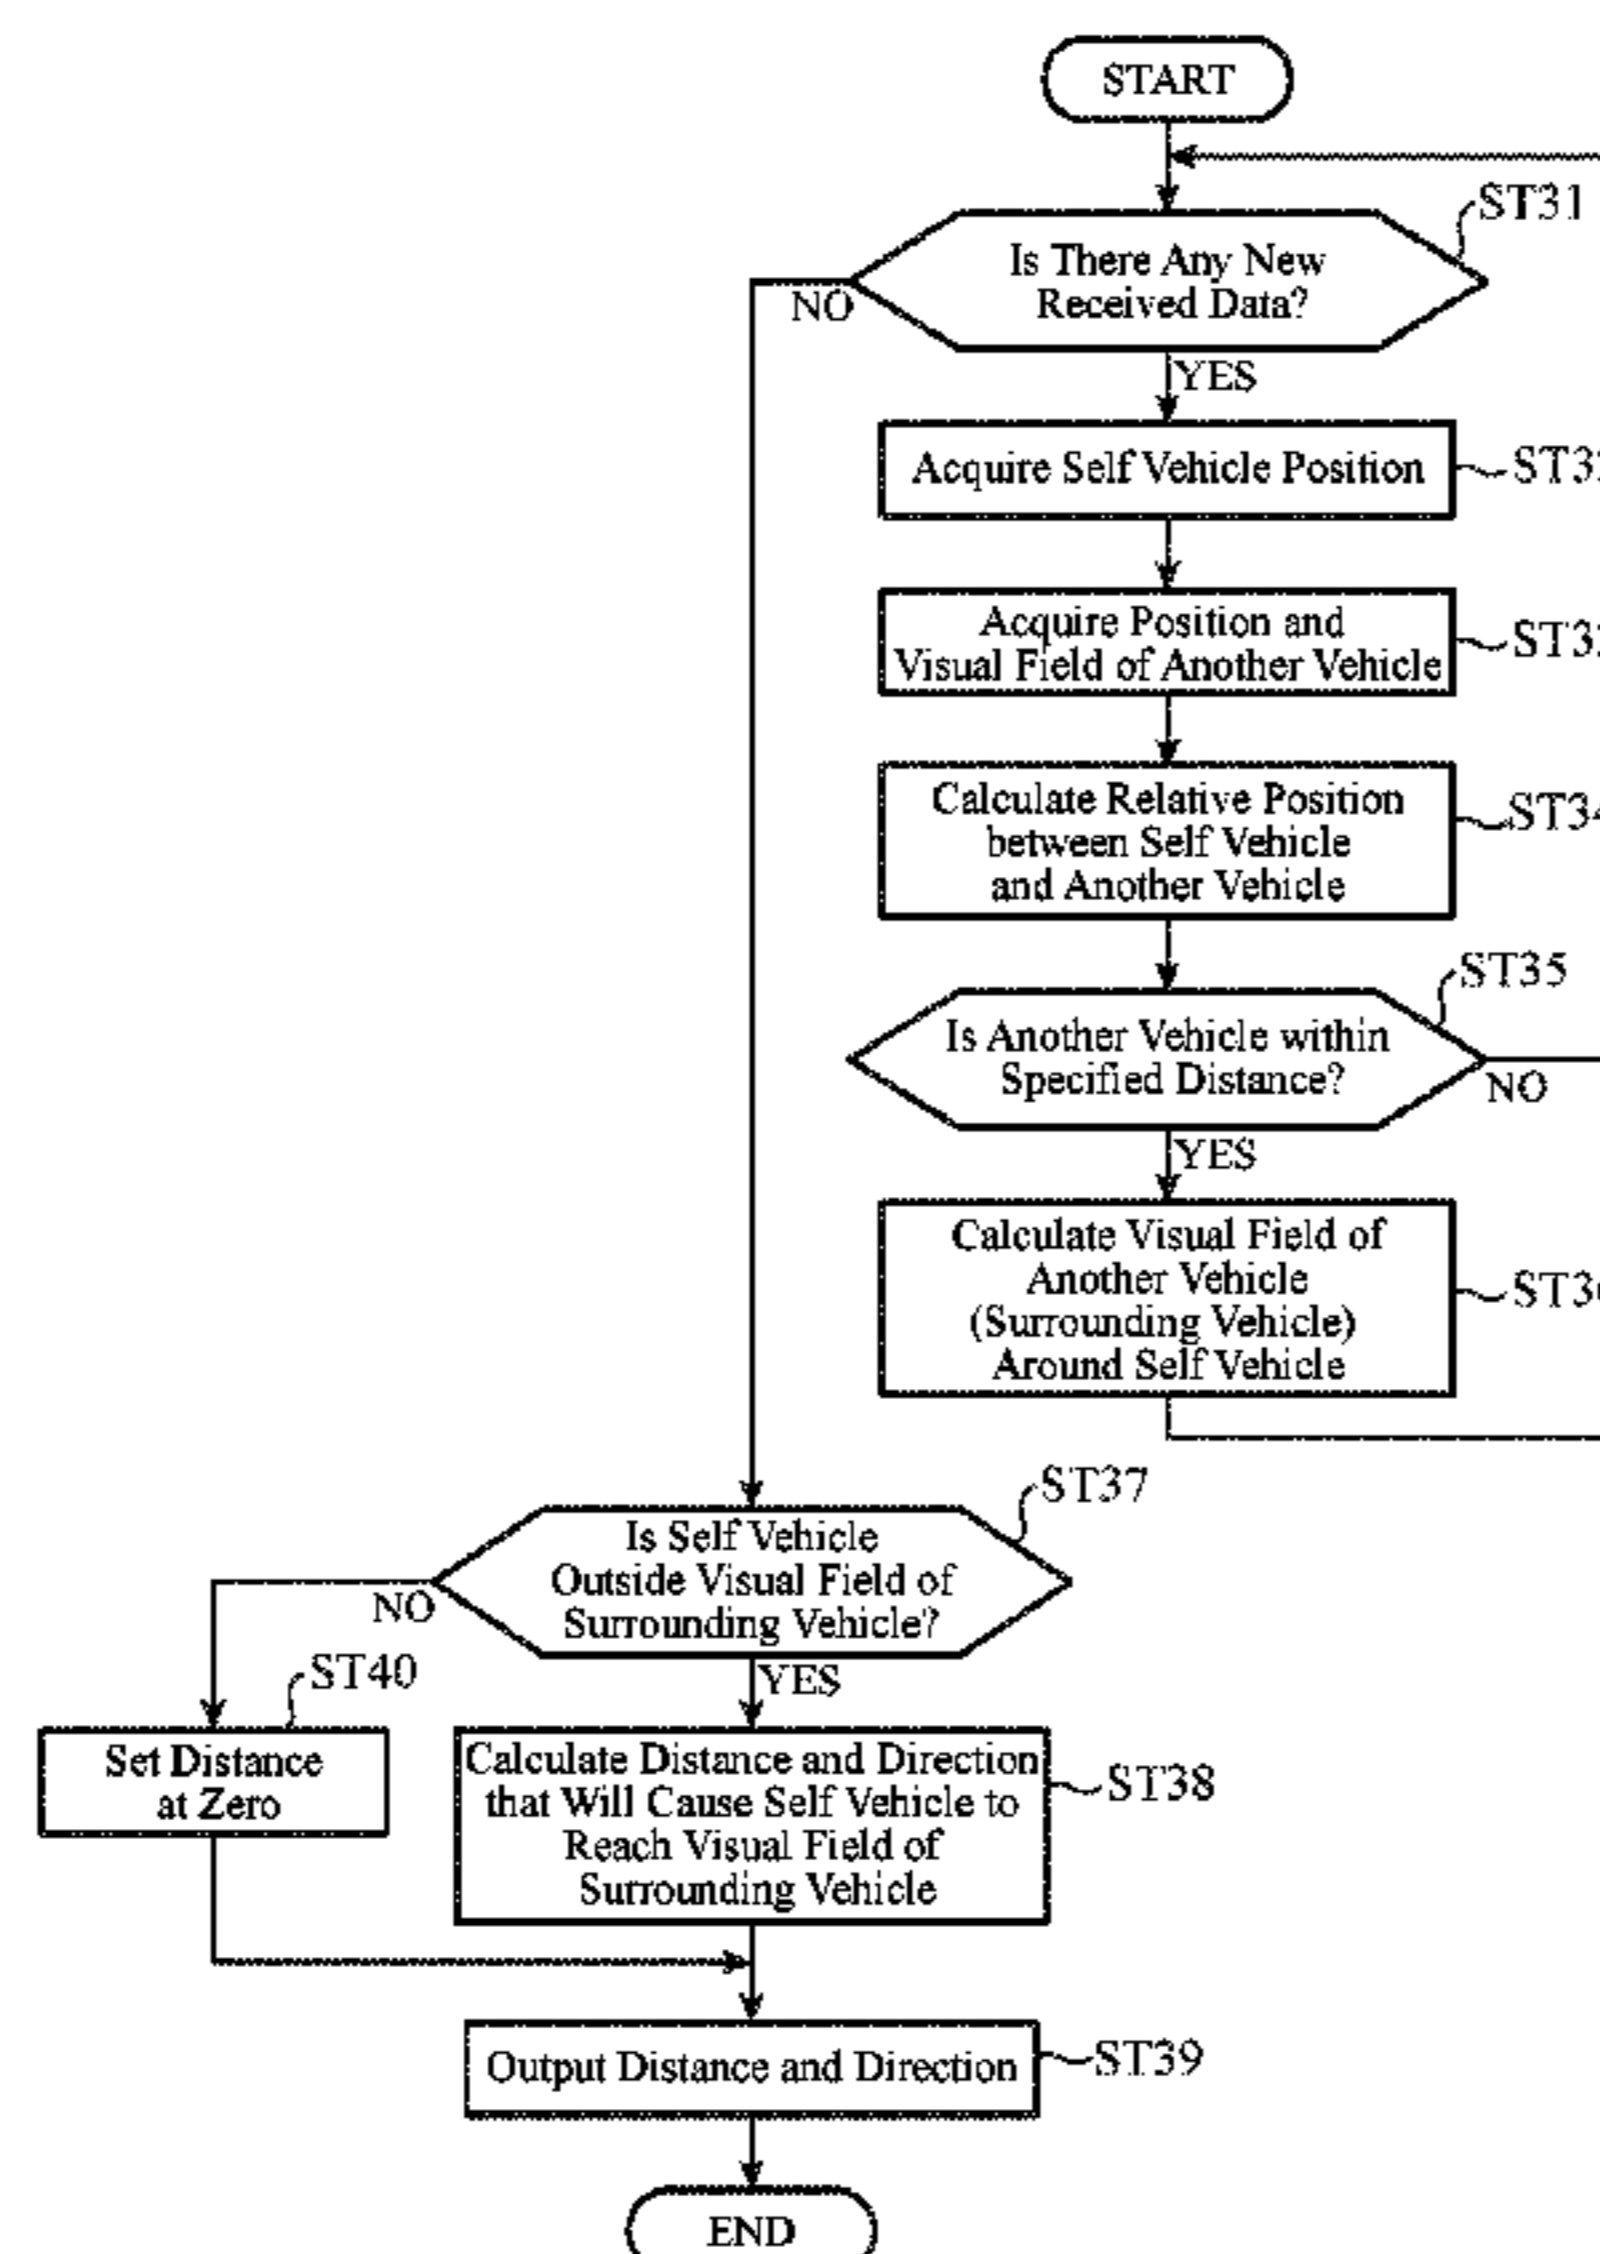 START
ST31
Is There Any New
Received Data?
NO
YES
Acquire Self Vehicle Position
Acquire Position and
Visual Field of Another Vehicle
Calculate Relative Position
between Self Vehicle
and Another Vehicle
ST34
ST35
Is Another Vehicle within
Specified Distance?
NO
YES
Calculate Visual Field of
Another Vehicle
(Surrounding Vehicle)
Around Self Vehicle
ST37
Is Self Vehicle
Outside Visual Field of
Surrounding Vehicle?
NO
YES
ST40
Set Distance
at Zero
Calculate Distance and Direction
that Will Cause Self Vehicle to
Reach Visual Field of
Surrounding Vehicle
ST38
Output Distance and Direction
ST39
END